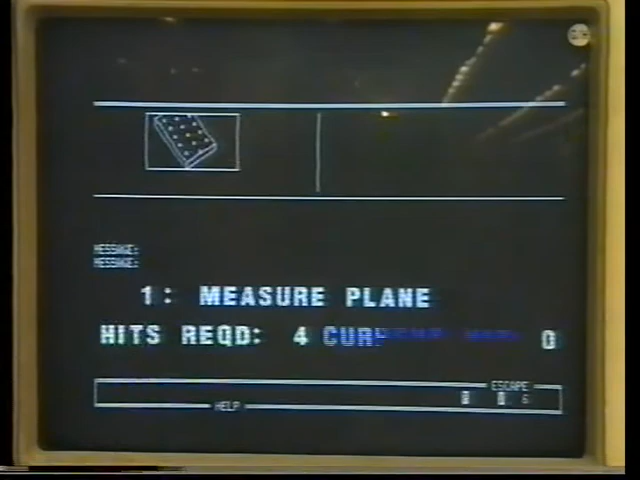 MESSAGE:
MESSAGE:
1: MEASURE PLANE
HITS REQD: 4 0
ESCAPE
HELP